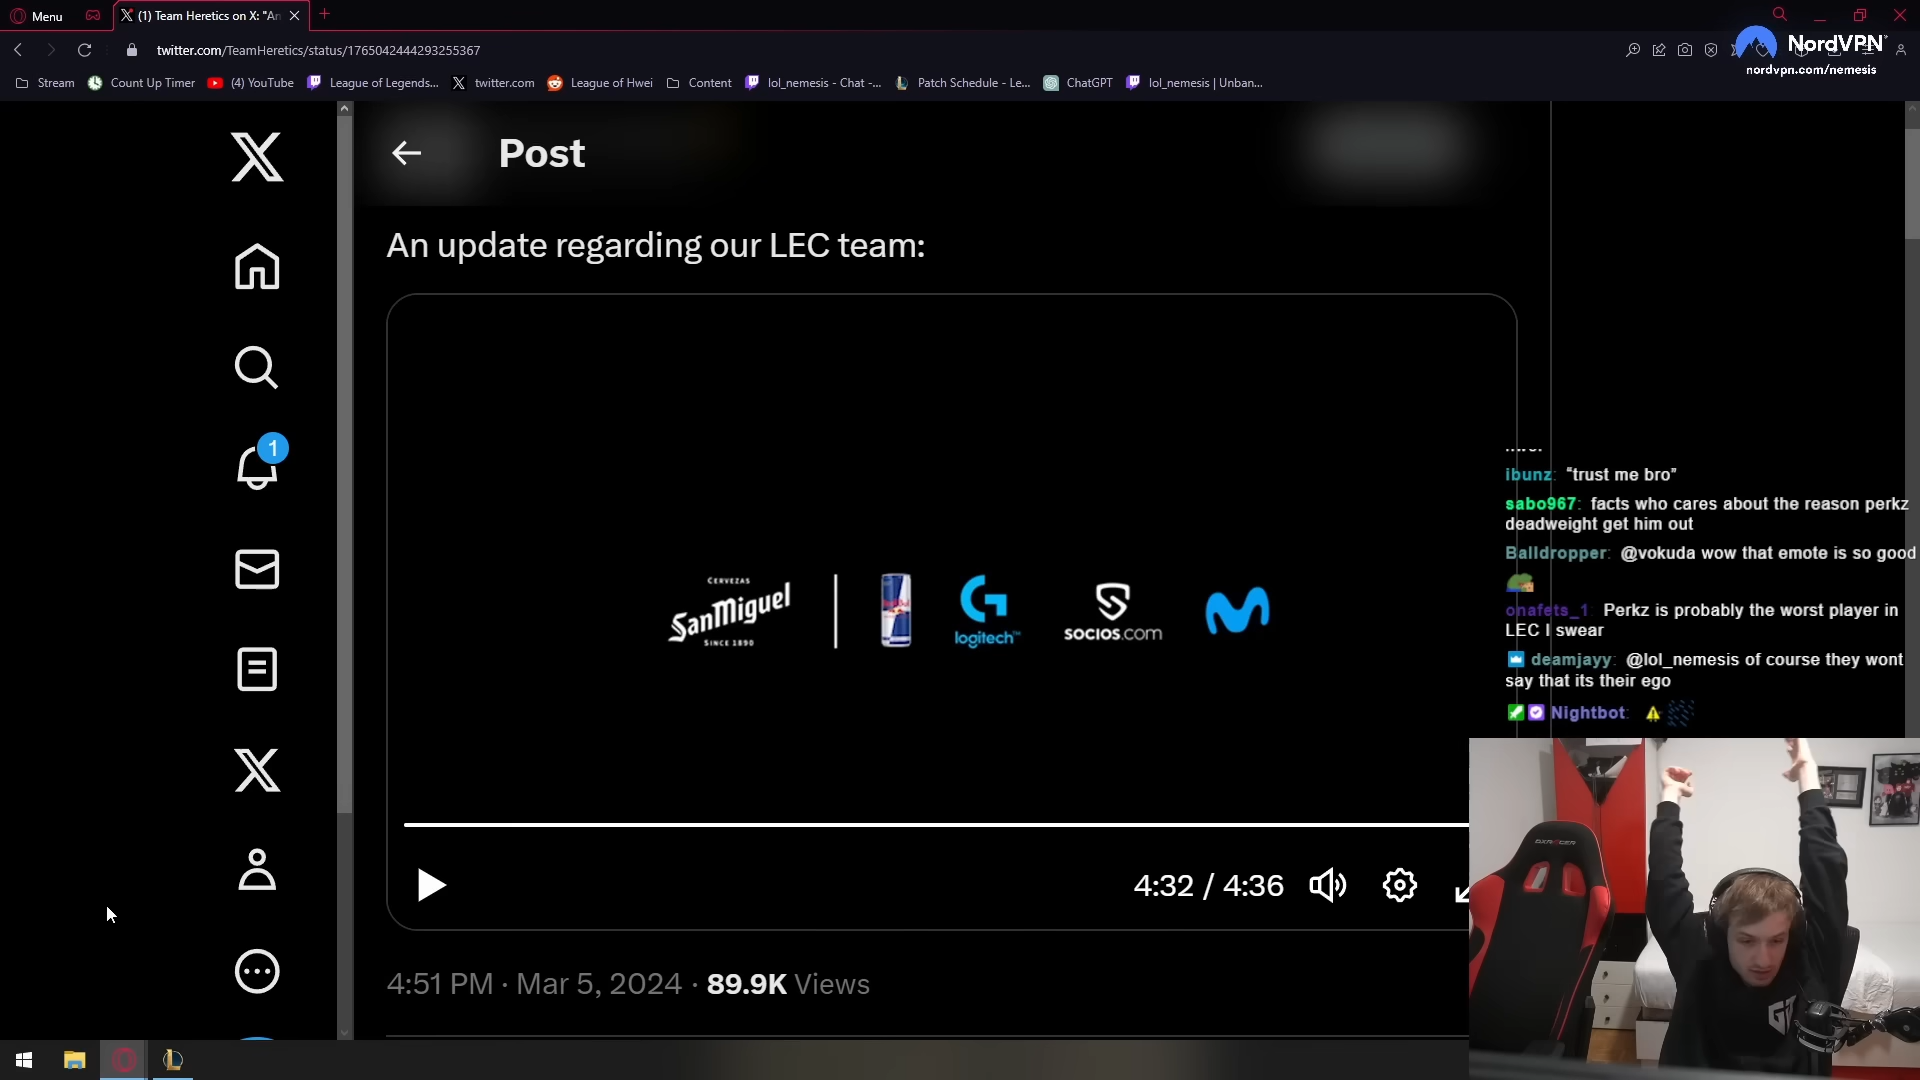 Menu
(1) Team Heretics on X: "An
twitter.com/TeamHeretics/status/1765042444293255367
NordVPN
nordvpn.com/nemesis
Stream
Count Up Timer
(4) YouTube
League of Legends...
twitter.com
League of Hwei
Content
lol_nemesis - Chat -...
Patch Schedule - Le...
ChatGPT
lol_nemesis | Unban...
Post
An update regarding our LEC team:
1
CERVEZAS
SanMiguel
SINCE 1890
RedBull
logitech
socios.com
4:32 / 4:36
4:51 PM · Mar 5, 2024 · 89.9K Views
ibunz: “trust me bro”
sabo967: facts who cares about the reason perkz
deadweight get him out
Balldropper: @vokuda wow that emote is so good
onafets_1: Perkz is probably the worst player in
LEC I swear
deamjayy: @lol_nemesis of course they wont
say that its their ego
Nightbot:
DXRACER